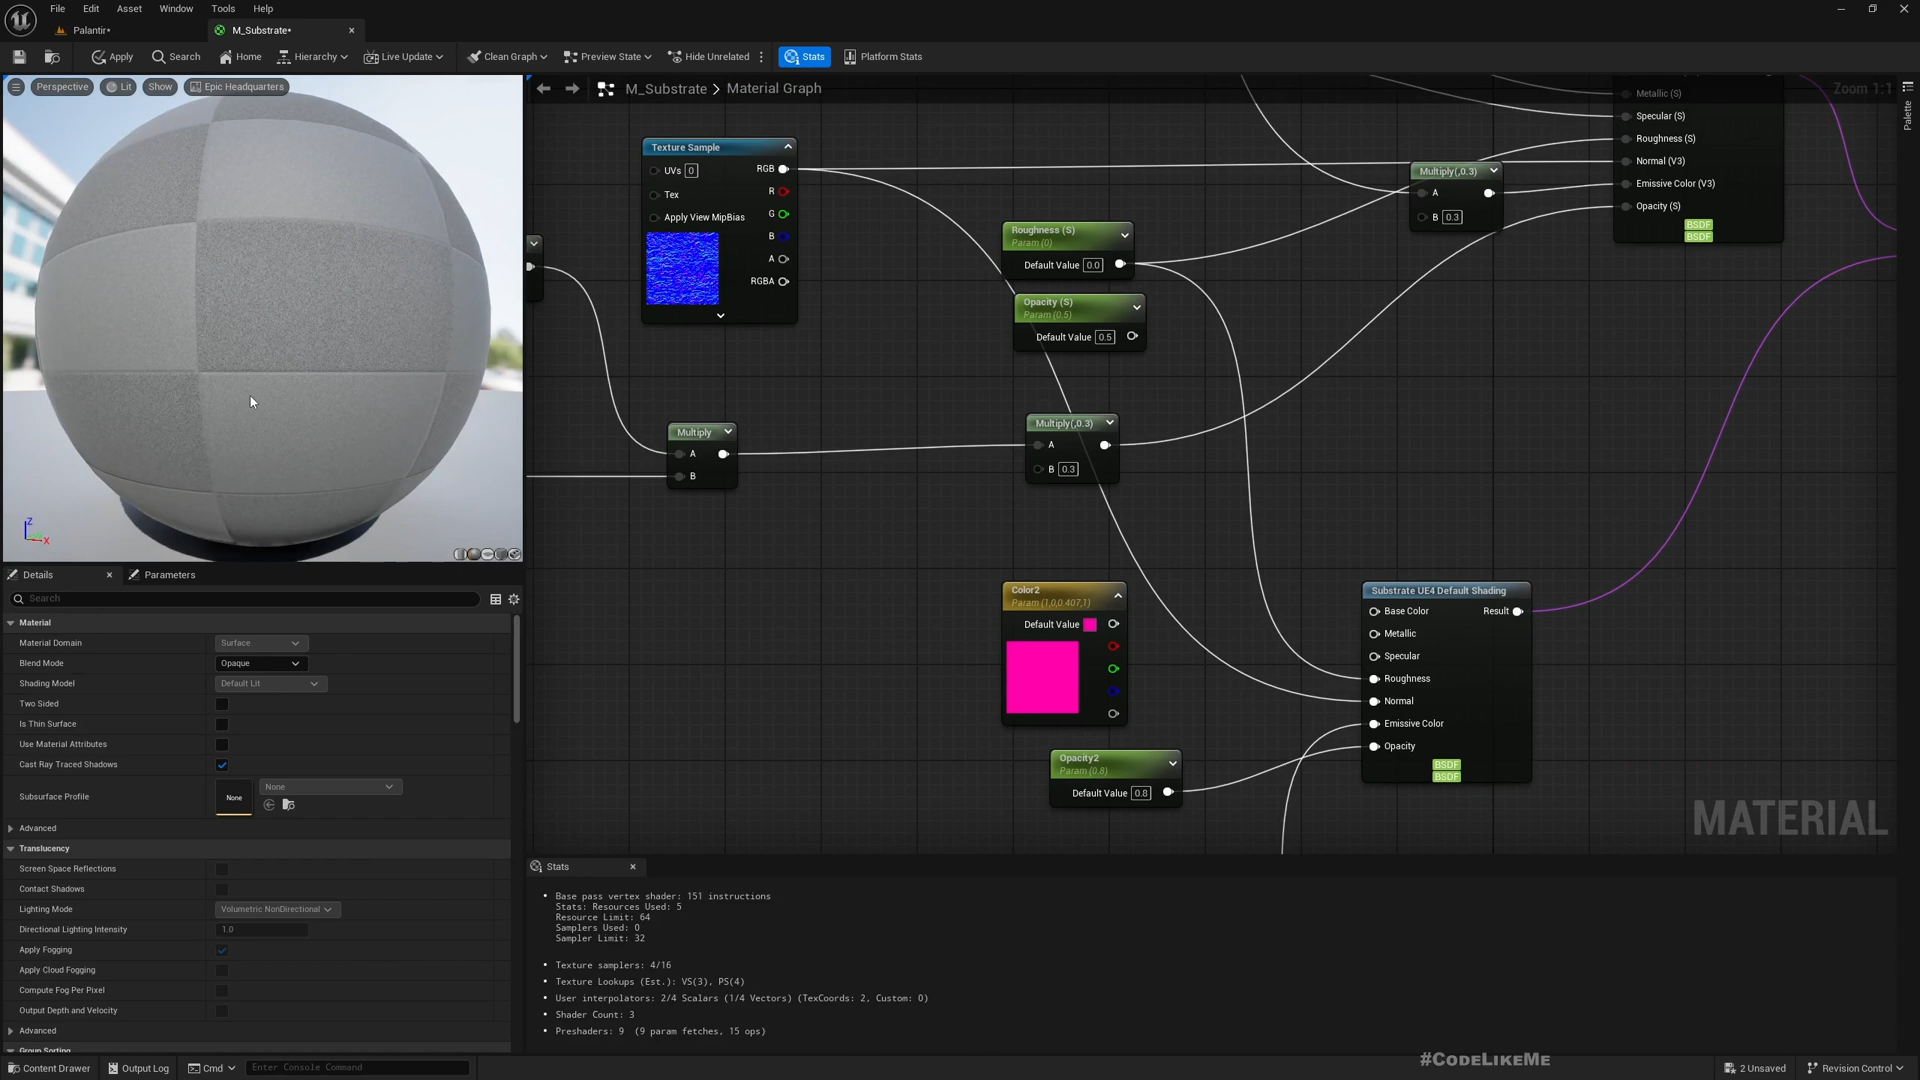 File Edit Asset Window Tools Help
Palantir•
M_Substrate•
Apply Search Home Hierarchy Live Update Clean Graph Preview State Hide Unrelated Stats Platform Stats
Perspective Lit Show Epic Headquarters
M_Substrate > Material Graph
Zoom 1:1
Palette
Metallic (S)
Specular (S)
Roughness (S)
Normal (V3)
Emissive Color (V3)
Opacity (S)
BSDF
BSDF
Texture Sample
UVs 0 RGB
Tex R
Apply View MipBias G
B
A
RGBA
Multiply(,0.3)
A
B 0.3
Roughness (S)
Param (0)
Default Value 0.0
Opacity (S)
Param (0.5)
Default Value 0.5
Multiply
A
B
Multiply(,0.3)
A
B 0.3
Z
X
Color2
Param (1,0,0.407,1)
Default Value
Opacity2
Param (0.8)
Default Value 0.8
Substrate UE4 Default Shading
Base Color Result
Metallic
Specular
Roughness
Normal
Emissive Color
Opacity
BSDF
BSDF
MATERIAL
Details Parameters
Search
Material
Material Domain Surface
Blend Mode Opaque
Shading Model Default Lit
Two Sided
Is Thin Surface
Use Material Attributes
Cast Ray Traced Shadows
Subsurface Profile None None
Advanced
Translucency
Screen Space Reflections
Contact Shadows
Lighting Mode Volumetric NonDirectional
Directional Lighting Intensity 1.0
Apply Fogging
Apply Cloud Fogging
Compute Fog Per Pixel
Output Depth and Velocity
Advanced
Group Sorting
Stats
Base pass vertex shader: 151 instructions
Stats: Resources Used: 5
Resource Limit: 64
Samplers Used: 0
Sampler Limit: 32
Texture samplers: 4/16
Texture Lookups (Est.): VS(3), PS(4)
User interpolators: 2/4 Scalars (1/4 Vectors) (TexCoords: 2, Custom: 0)
Shader Count: 3
Preshaders: 9 (9 param fetches, 15 ops)
#CODELIKEME
Content Drawer Output Log Cmd Enter Console Command 2 Unsaved Revision Control